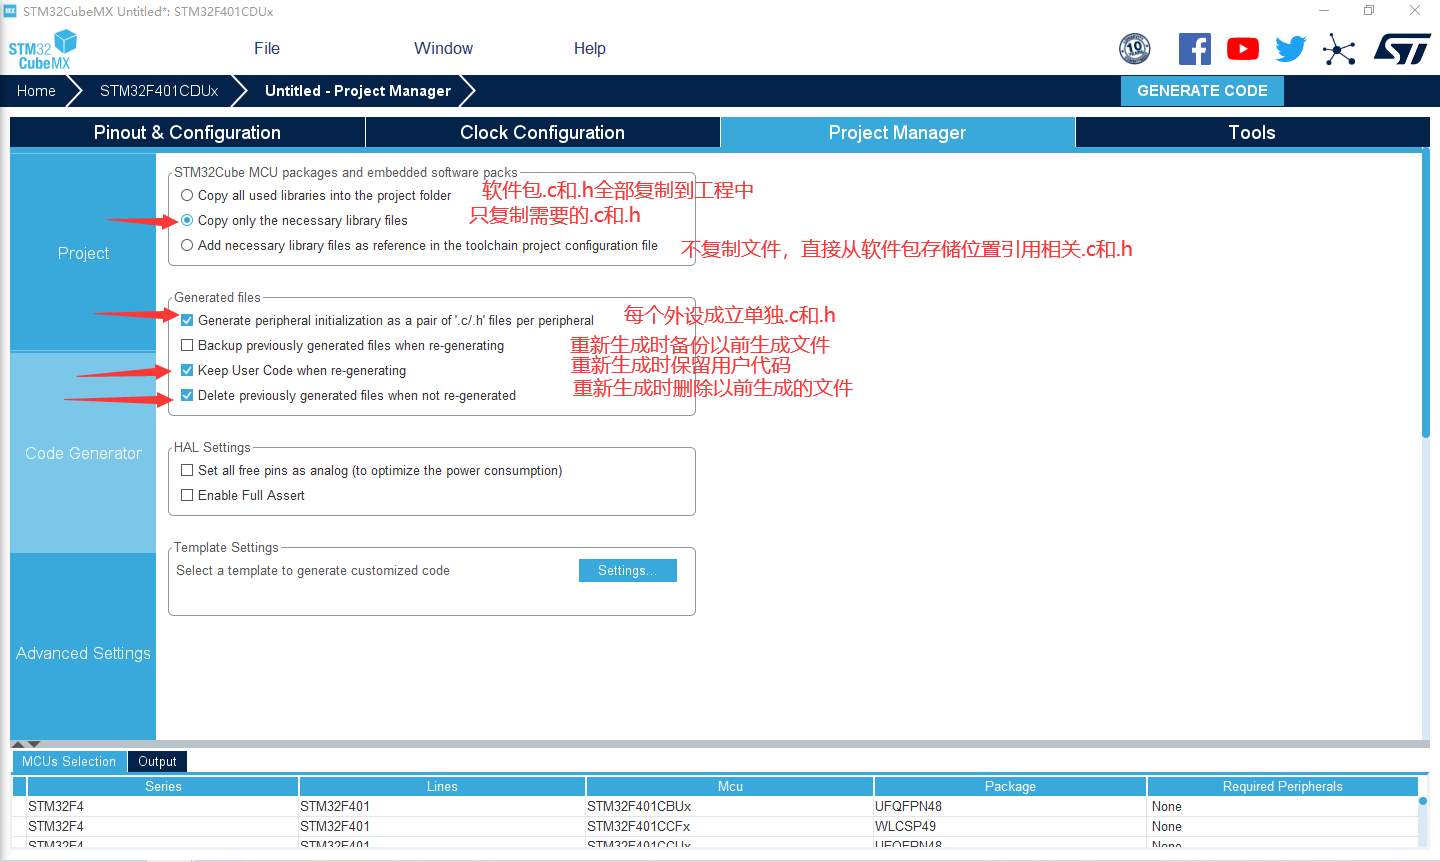 STM32CubeMX Untitled*: STM32F401CDUx
STM32
CubeMX
File
Window
Help
10
Home
STM32F401CDUx
Untitled - Project Manager
GENERATE CODE
Pinout & Configuration
Clock Configuration
Project Manager
Tools
Project
Code Generator
Advanced Settings
STM32Cube MCU packages and embedded software packs
Copy all used libraries into the project folder
软件包.c和.h全部复制到工程中
Copy only the necessary library files
只复制需要的.c和.h
Add necessary library files as reference in the toolchain project configuration file
不复制文件，直接从软件包存储位置引用相关.c和.h
Generated files
Generate peripheral initialization as a pair of '.c/.h' files per peripheral
每个外设成立单独.c和.h
Backup previously generated files when re-generating
重新生成时备份以前生成文件
Keep User Code when re-generating
重新生成时保留用户代码
Delete previously generated files when not re-generated
重新生成时删除以前生成的文件
HAL Settings
Set all free pins as analog (to optimize the power consumption)
Enable Full Assert
Template Settings
Select a template to generate customized code
Settings...
MCUs Selection
Output
Series Lines Mcu Package Required Peripherals
STM32F4 STM32F401 STM32F401CBUx UFQFPN48 None
STM32F4 STM32F401 STM32F401CCFx WLCSP49 None
STM32F4 STM32F401 STM32F401CCUx UFQFPN48 None